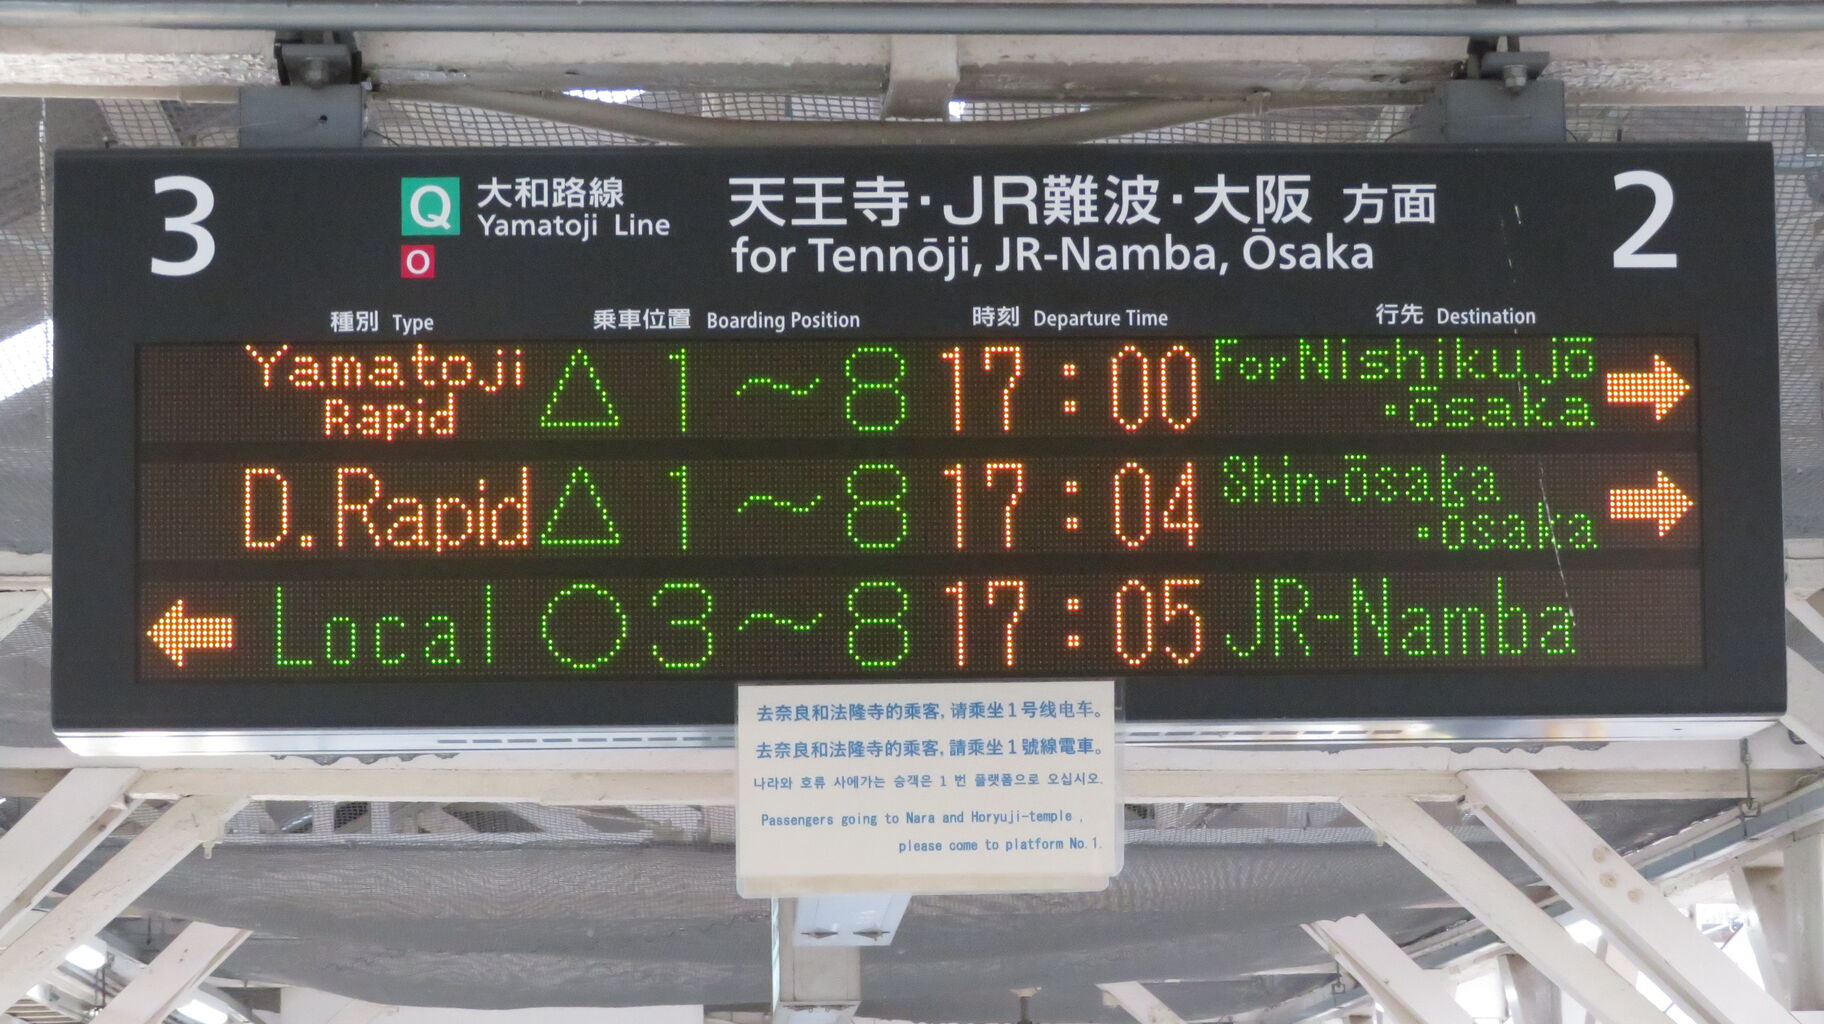 3
Q 大和路線
Yamatoji Line
O
天王寺・JR難波・大阪 方面
for Tennōji, JR-Namba, Ōsaka
2
種別 Type 乗車位置 Boarding Position 時刻 Departure Time 行先 Destination
Yamatoji Rapid △ 1～8 17:00 For Nishikujō・Ōsaka →
D.Rapid △ 1～8 17:04 Shin-Ōsaka・Ōsaka →
← Local ○ 3～8 17:05 JR-Namba
去奈良和法隆寺的乘客, 请乘坐1号线电车。
去奈良和法隆寺的乘客, 請乘坐1號線電車。
나라와 호류 사에가는 승객은 1 번 플랫폼으로 오십시오.
Passengers going to Nara and Horyuji-temple ,
please come to platform No.1.